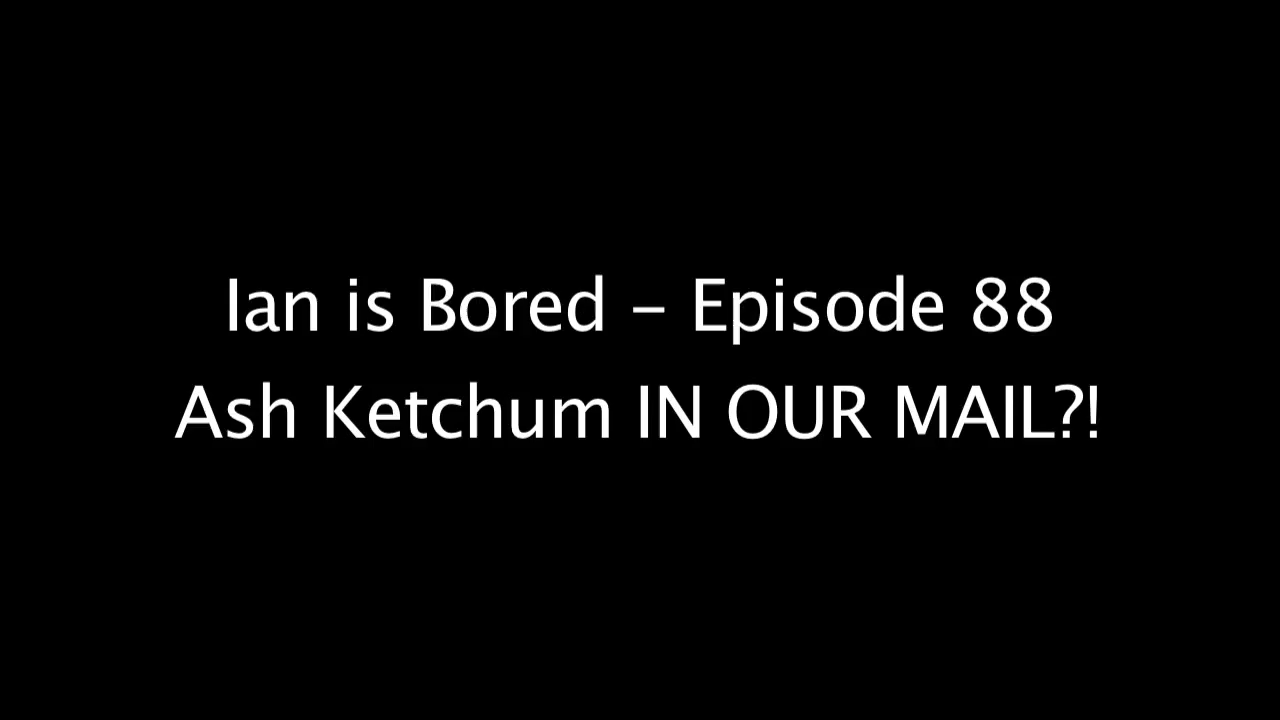 Ian is Bored – Episode 88
Ash Ketchum IN OUR MAIL?!